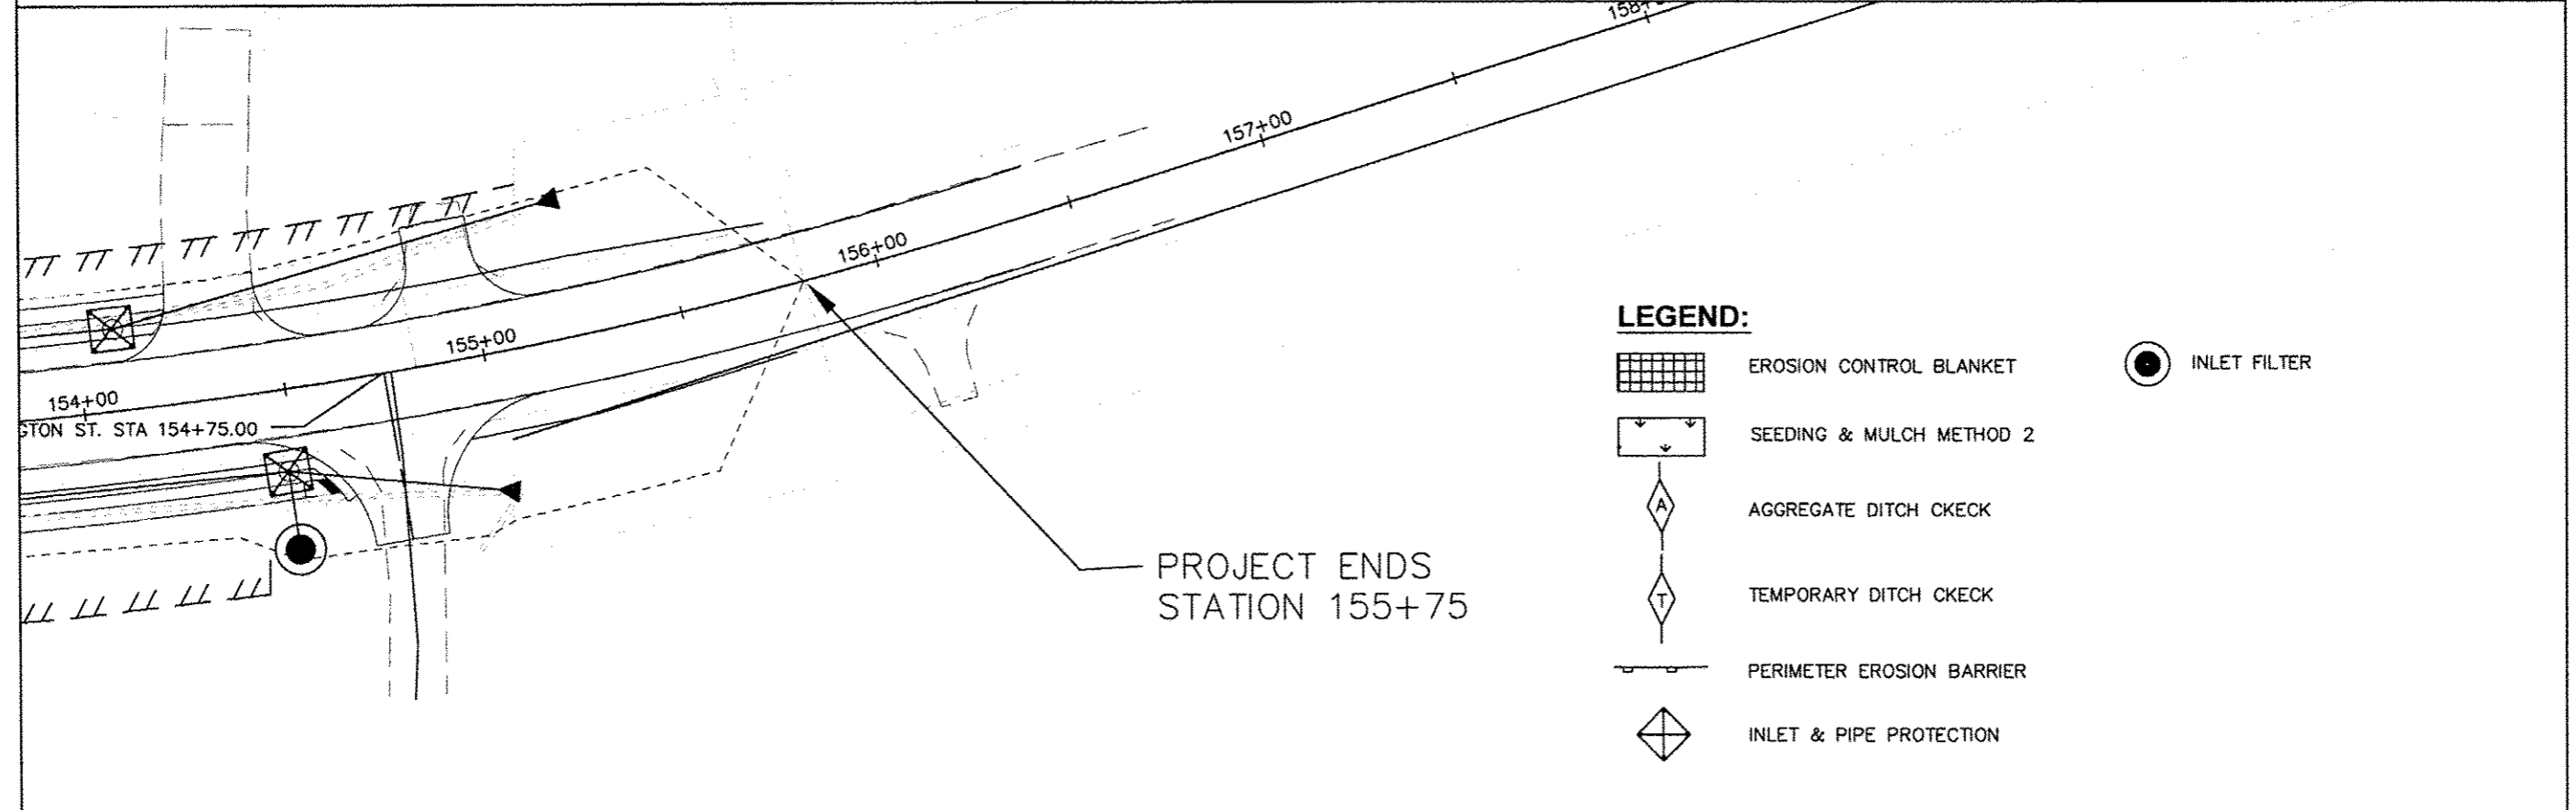 157+00
156+00
155+00
154+00
STA 154+75.00
ST.
PROJECT ENDS
STATION 155+75
LEGEND:
EROSION CONTROL BLANKET
INLET FILTER
SEEDING & MULCH METHOD 2
A
AGGREGATE DITCH CKECK
T
TEMPORARY DITCH CKECK
PERIMETER EROSION BARRIER
INLET & PIPE PROTECTION